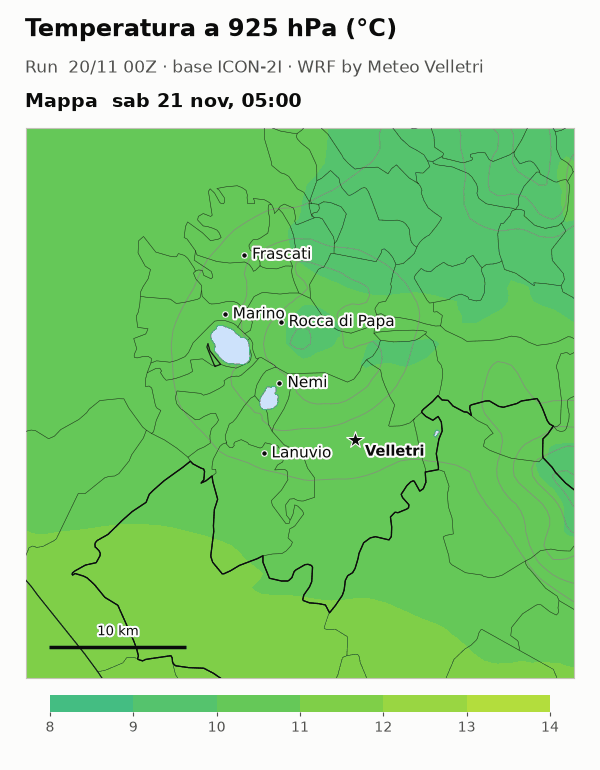 Temperatura a 925 hPa (°C)
Run  20/11 00Z · base ICON-2I · WRF by Meteo Velletri
Mappa  sab 21 nov, 05:00
Frascati
Marino
Rocca di Papa
Nemi
Velletri
Lanuvio
10 km
8 9 10 11 12 13 14